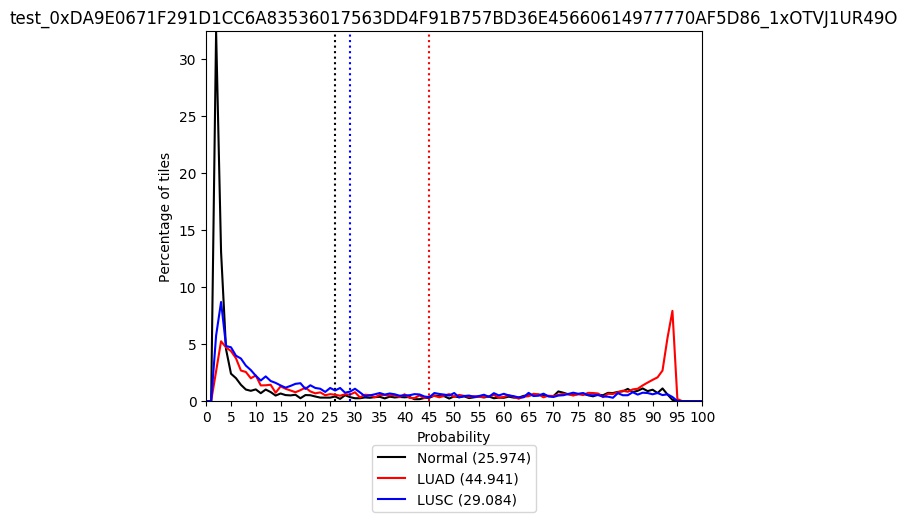 test_0xDA9E0671F291D1CC6A83536017563DD4F91B757BD36E45660614977770AF5D86_1xOTVJ1UR49O
30
25
20
15
10
5
0
Percentage of tiles
0 5 10 15 20 25 30 35 40 45 50 55 60 65 70 75 80 85 90 95 100
Probability
Normal (25.974)
LUAD (44.941)
LUSC (29.084)